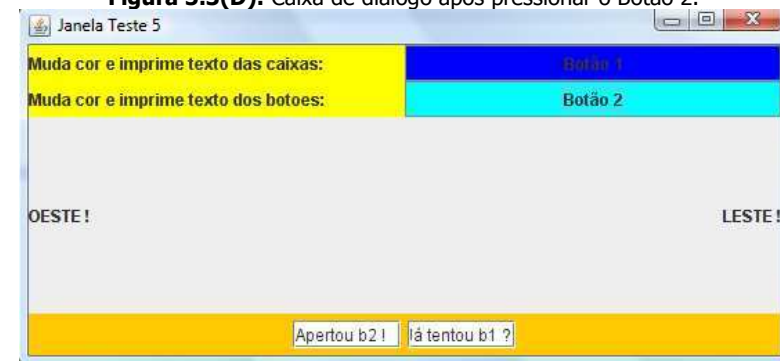 Figura 5.5(D): Caixa de diálogo após pressionar o Botão 2.
Janela Teste 5
Muda cor e imprime texto das caixas:
Botão 1
Muda cor e imprime texto dos botoes:
Botão 2
OESTE !
LESTE !
Apertou b2 !
Já tentou b1 ?